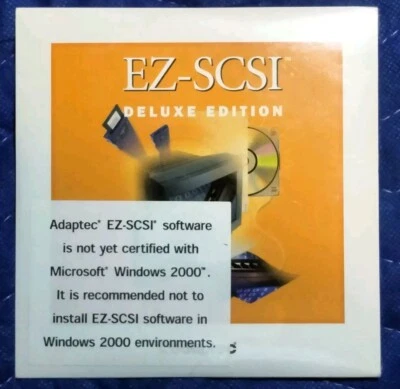 EZ-SCSI™
DELUXE EDITION
Adaptec® EZ-SCSI® software
is not yet certified with
Microsoft® Windows 2000™.
It is recommended not to
install EZ-SCSI software in
Windows 2000 environments.